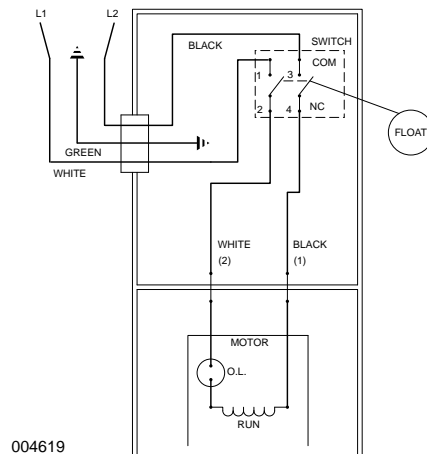 L1
L2
BLACK
SWITCH
COM
1
3
2
4
NC
FLOAT
GREEN
WHITE
WHITE
(2)
BLACK
(1)
MOTOR
O.L.
RUN
004619